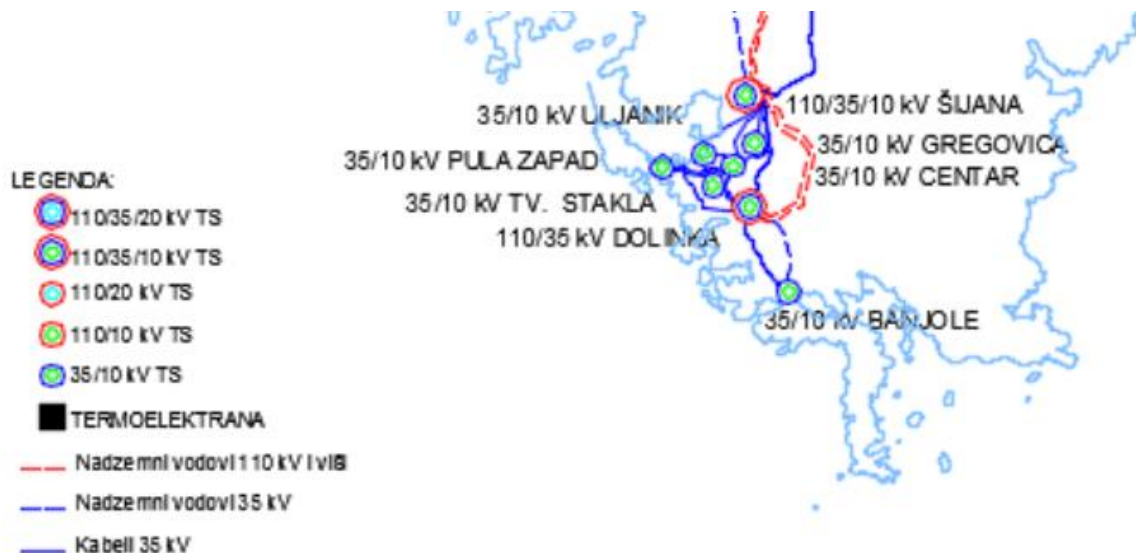 35/10 kV ULJANIK
110/35/10 kV ŠIJANA
35/10 kV GREGOVICA
35/10 kV PULA ZAPAD
35/10 kV CENTAR
35/10 kV TV. STAKLA
110/35 kV DOLINKA
35/10 kV BANJOLE
LEGENDA:
110/35/20 kV TS
110/35/10 kV TS
110/20 kV TS
110/10 kV TS
35/10 kV TS
TERMOELEKTRANA
Nadzemni vodovi 110 kV i viši
Nadzemni vodovi 35 kV
Kabeli 35 kV